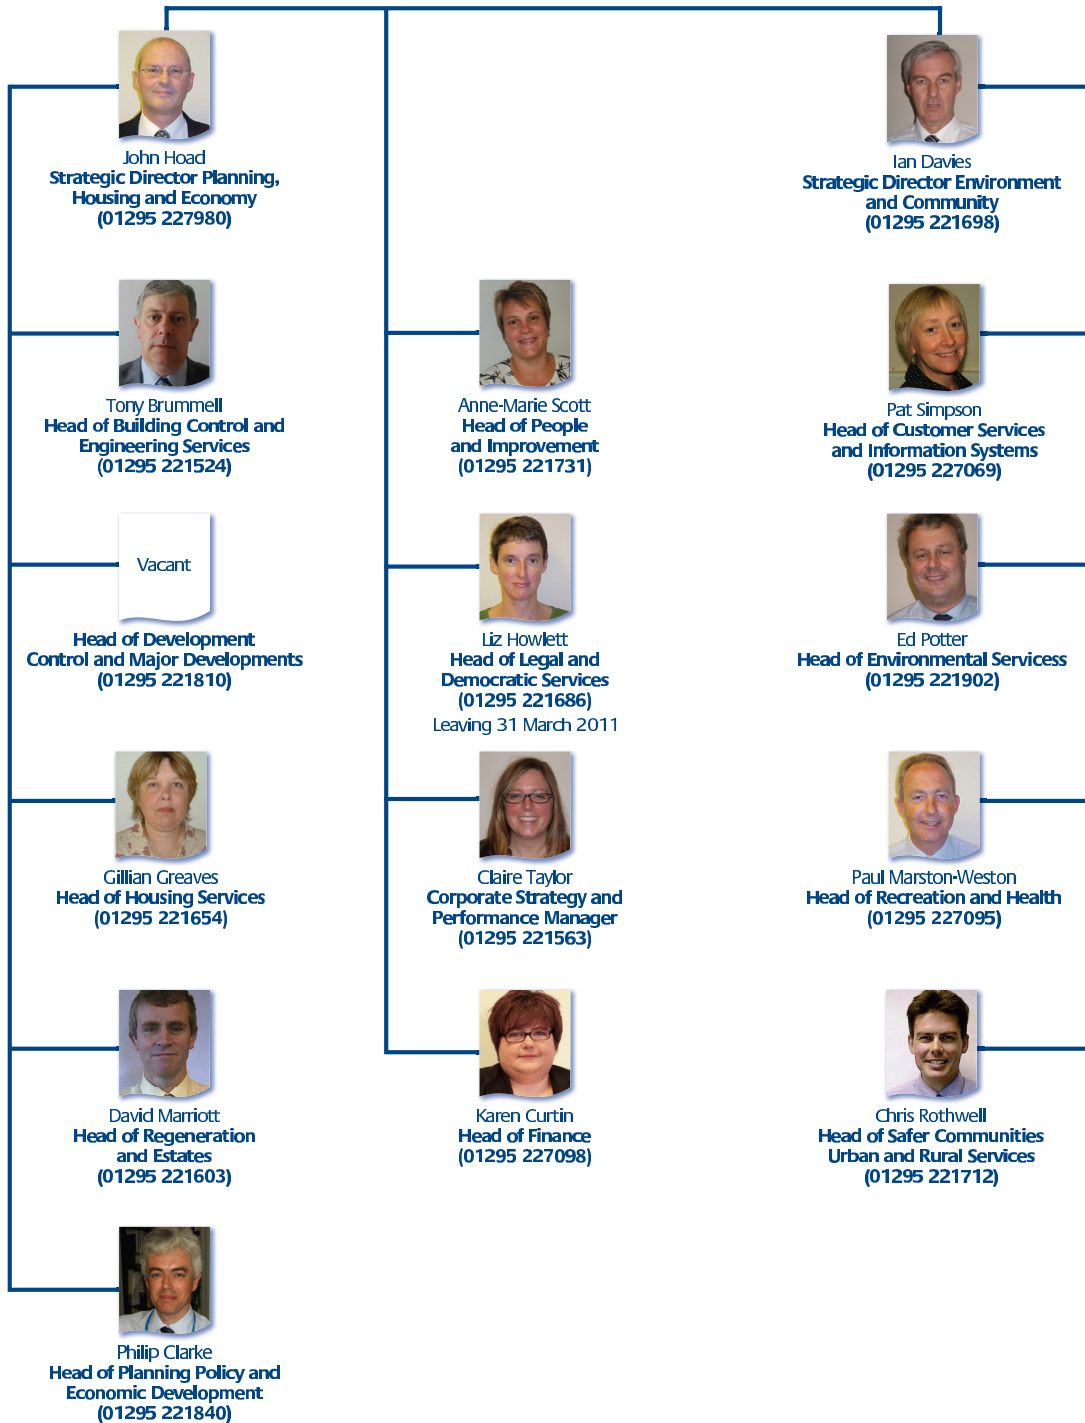 John Hoad
Strategic Director Planning,
Housing and Economy
(01295 227980)
Ian Davies
Strategic Director Environment
and Community
(01295 221698)
Tony Brummell
Head of Building Control and
Engineering Services
(01295 221524)
Anne-Marie Scott
Head of People
and Improvement
(01295 221731)
Pat Simpson
Head of Customer Services
and Information Systems
(01295 227069)
Vacant
Head of Development
Control and Major Developments
(01295 221810)
Liz Howlett
Head of Legal and
Democratic Services
(01295 221686)
Leaving 31 March 2011
Ed Potter
Head of Environmental Servicess
(01295 221902)
Gillian Greaves
Head of Housing Services
(01295 221654)
Claire Taylor
Corporate Strategy and
Performance Manager
(01295 221563)
Paul Marston-Weston
Head of Recreation and Health
(01295 227095)
David Marriott
Head of Regeneration
and Estates
(01295 221603)
Karen Curtin
Head of Finance
(01295 227098)
Chris Rothwell
Head of Safer Communities
Urban and Rural Services
(01295 221712)
Philip Clarke
Head of Planning Policy and
Economic Development
(01295 221840)